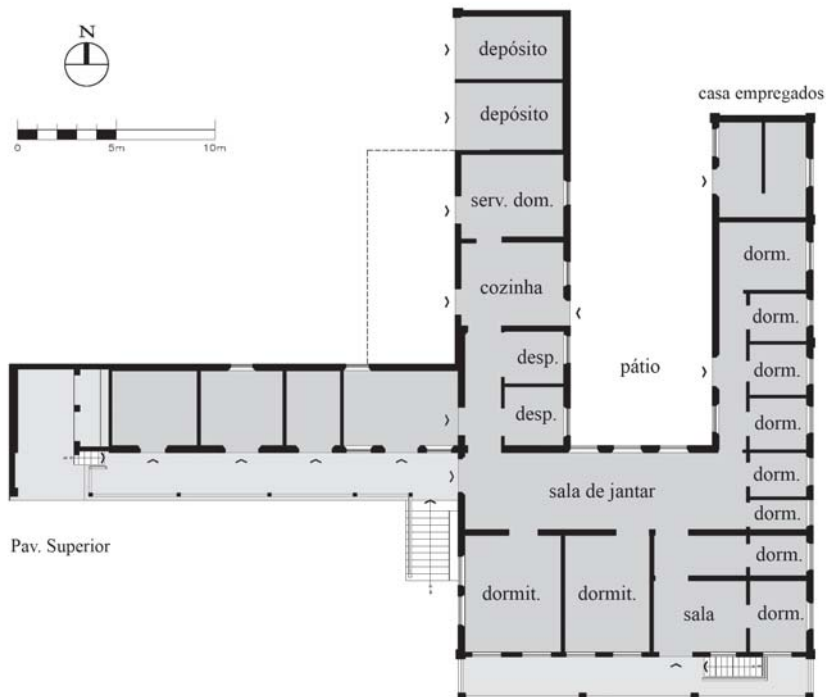 N
0 5m 10m
depósito
depósito
casa empregados
serv. dom.
cozinha
dorm.
dorm.
desp.
pátio
dorm.
desp.
dorm.
dorm.
sala de jantar
dorm.
Pav. Superior
dorm.
dormit.
dormit.
sala
dorm.